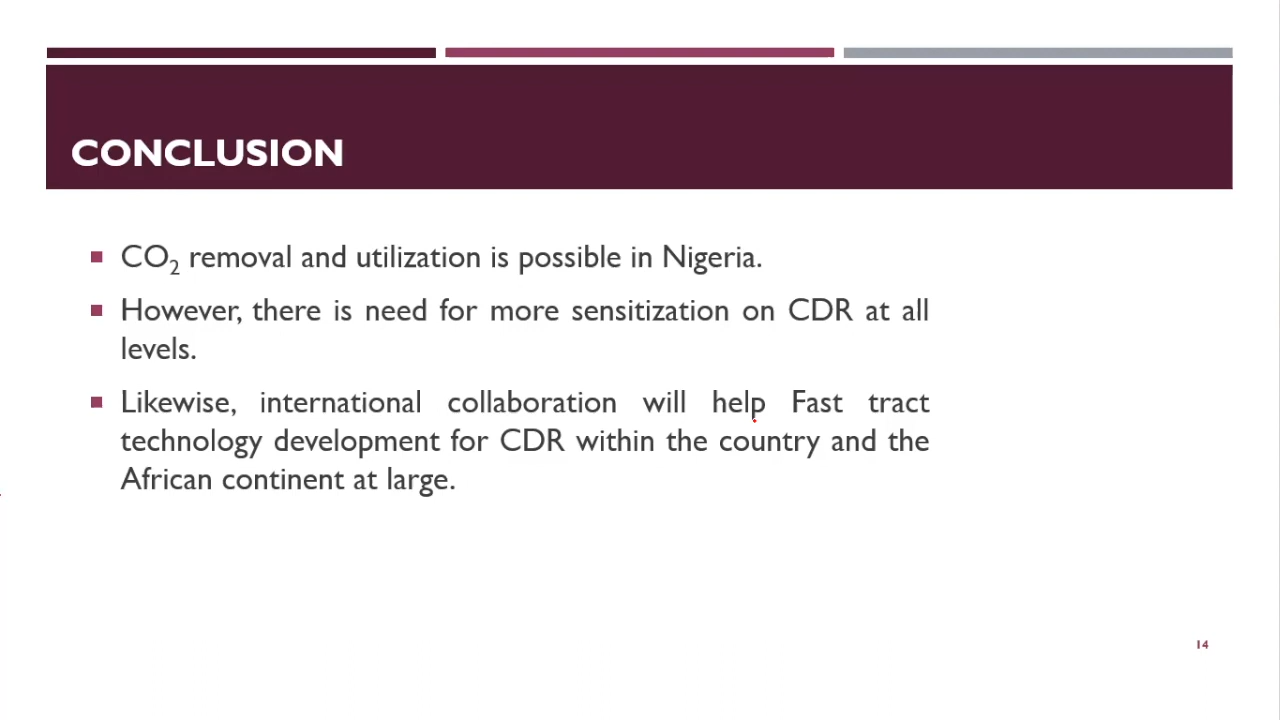 CONCLUSION
CO₂ removal and utilization is possible in Nigeria.
However, there is need for more sensitization on CDR at all
levels.
Likewise, international collaboration will help Fast tract
technology development for CDR within the country and the
African continent at large.
14